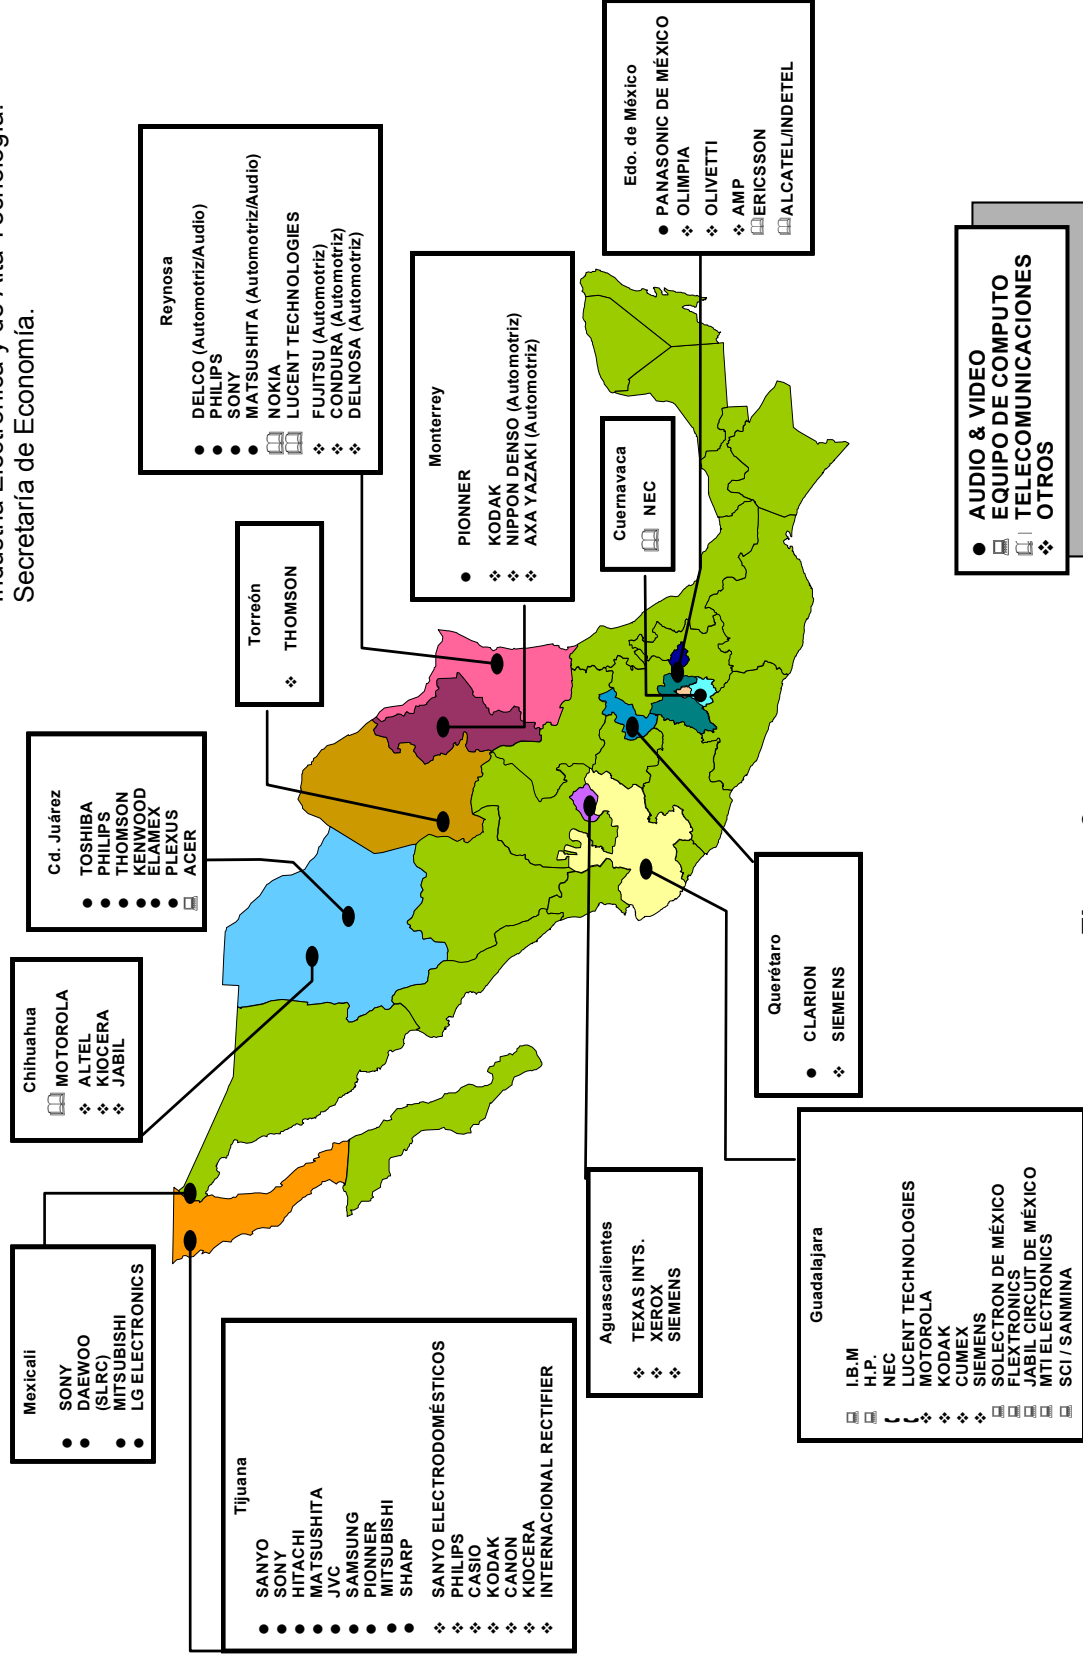 Secretaría de Economía.
Mexicali
● SONY
● DAEWOO
(SLRC)
● MITSUBISHI
● LG ELECTRONICS
Chihuahua
MOTOROLA
❖ ALTEL
❖ KIOCERA
❖ JABIL
Cd. Juárez
● TOSHIBA
● PHILIPS
● THOMSON
● KENWOOD
● ELAMEX
● PLEXUS
ACER
Torreón
❖ THOMSON
Reynosa
● DELCO (Automotriz/Audio)
● PHILIPS
● SONY
● MATSUSHITA (Automotriz/Audio)
NOKIA
LUCENT TECHNOLOGIES
❖ FUJITSU (Automotriz)
❖ CONDURA (Automotriz)
❖ DELNOSA (Automotriz)
Monterrey
● PIONNER
❖ KODAK
❖ NIPPON DENSO (Automotriz)
❖ AXA YAZAKI (Automotriz)
Tijuana
● SANYO
● SONY
● HITACHI
● MATSUSHITA
● JVC
● SAMSUNG
● PIONNER
● MITSUBISHI
● SHARP
❖ SANYO ELECTRODOMÉSTICOS
❖ PHILIPS
❖ CASIO
❖ KODAK
❖ CANON
❖ KIOCERA
❖ INTERNACIONAL RECTIFIER
Aguascalientes
❖ TEXAS INTS.
❖ XEROX
❖ SIEMENS
Guadalajara
I.B.M
H.P.
NEC
LUCENT TECHNOLOGIES
❖ MOTOROLA
❖ KODAK
❖ CUMEX
❖ SIEMENS
SOLECTRON DE MÉXICO
FLEXTRONICS
JABIL CIRCUIT DE MÉXICO
MTI ELECTRONICS
SCI / SANMINA
Querétaro
● CLARION
❖ SIEMENS
Cuernavaca
NEC
Edo. de México
● PANASONIC DE MÉXICO
❖ OLIMPIA
❖ OLIVETTI
❖ AMP
ERICSSON
ALCATEL/INDETEL
● AUDIO & VIDEO
EQUIPO DE COMPUTO
TELECOMUNICACIONES
❖ OTROS